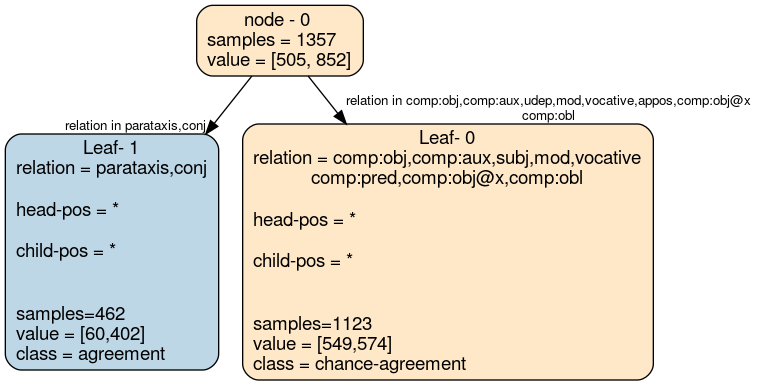 node - 0
samples = 1357
value = [505, 852]
relation in parataxis,conj
relation in comp:obj,comp:aux,udep,mod,vocative,appos,comp:obj@x
comp:obl
Leaf- 1
relation = parataxis,conj
head-pos = *
child-pos = *
samples=462
value = [60,402]
class = agreement
Leaf- 0
relation = comp:obj,comp:aux,subj,mod,vocative
comp:pred,comp:obj@x,comp:obl
head-pos = *
child-pos = *
samples=1123
value = [549,574]
class = chance-agreement